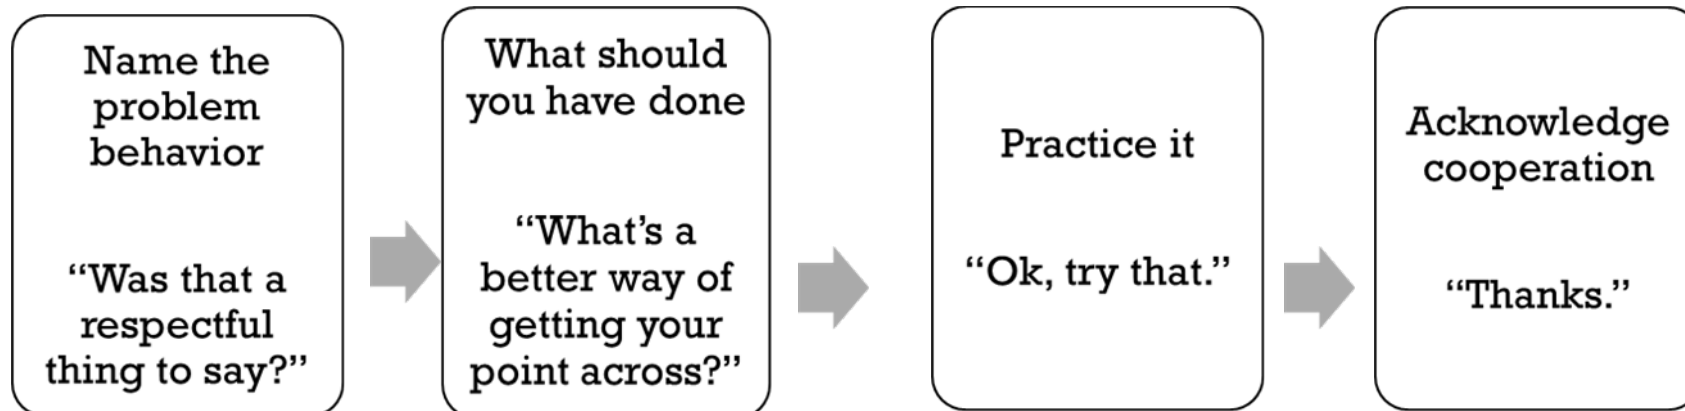 Name the
problem
behavior
“Was that a
respectful
thing to say?”
What should
you have done
“What’s a
better way of
getting your
point across?”
Practice it
“Ok, try that.”
Acknowledge
cooperation
“Thanks.”